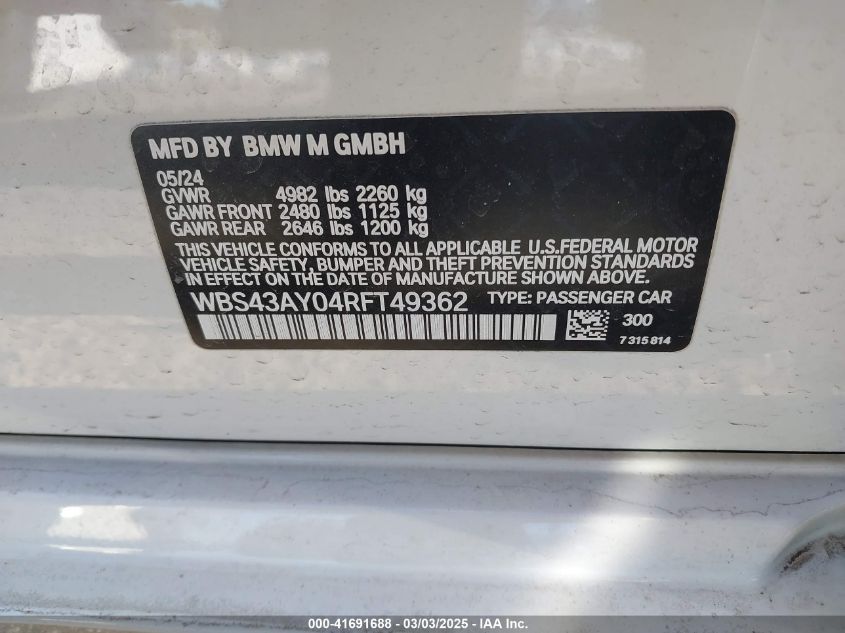 MFD BY BMW M GMBH
05/24
GVWR 4982 lbs 2260 kg
GAWR FRONT 2480 lbs 1125 kg
GAWR REAR 2646 lbs 1200 kg
THIS VEHICLE CONFORMS TO ALL APPLICABLE U.S.FEDERAL MOTOR
VEHICLE SAFETY, BUMPER AND THEFT PREVENTION STANDARDS
IN EFFECT ON THE DATE OF MANUFACTURE SHOWN ABOVE.
WBS43AY04RFT49362 TYPE: PASSENGER CAR
300
7 315 814
000-41691688 - 03/03/2025 - IAA Inc.